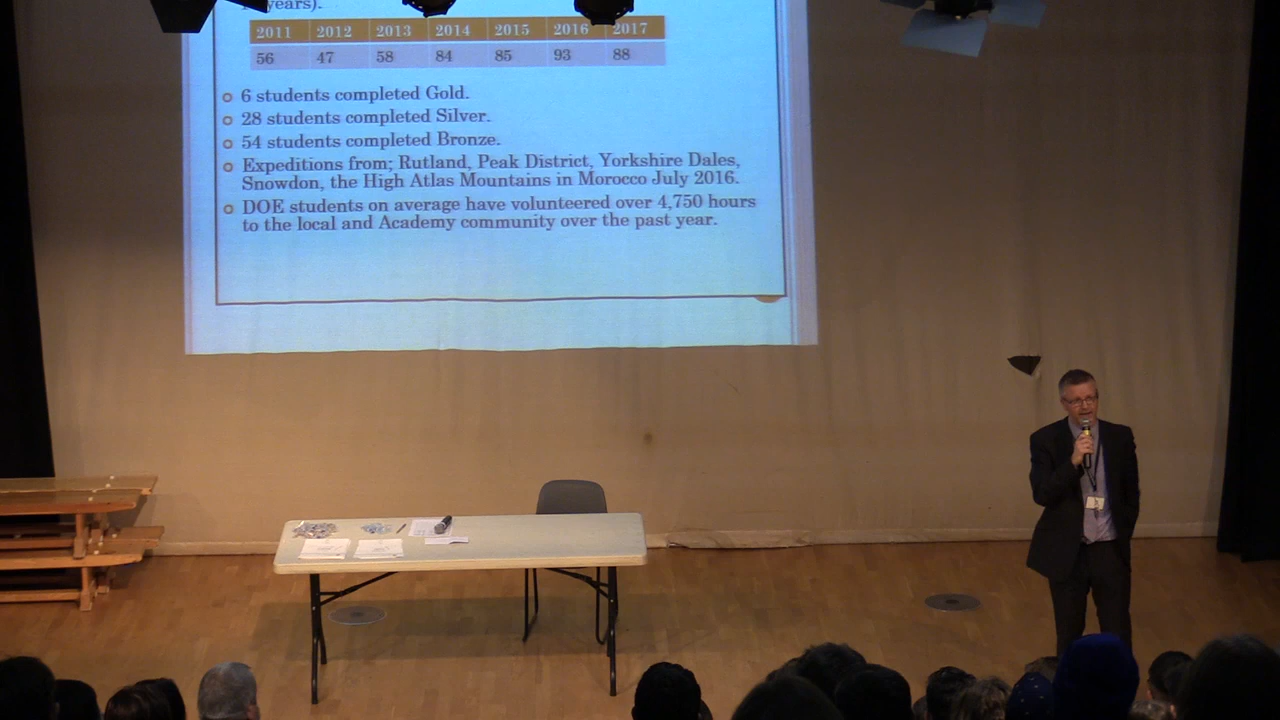 years).
2011 2012 2013 2014 2015 2016 2017
56 47 58 84 85 93 88
6 students completed Gold.
28 students completed Silver.
54 students completed Bronze.
Expeditions from; Rutland, Peak District, Yorkshire Dales,
Snowdon, the High Atlas Mountains in Morocco July 2016.
DOE students on average have volunteered over 4,750 hours
to the local and Academy community over the past year.